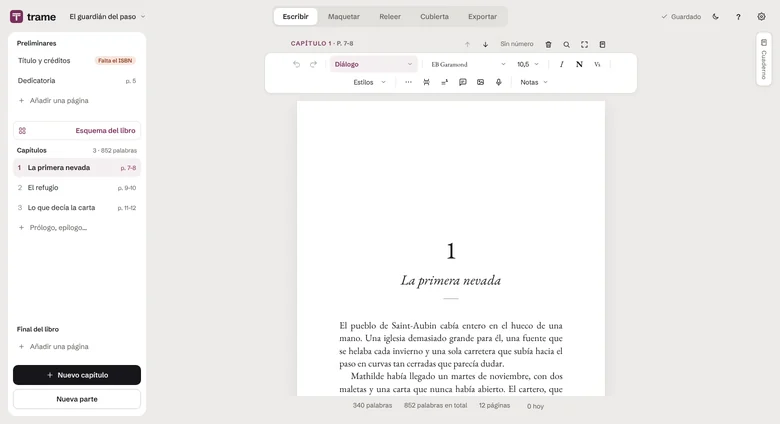 trame
El guardián del paso
Escribir
Maquetar
Releer
Cubierta
Exportar
Guardado
?
Preliminares
Título y créditos
Falta el ISBN
Dedicatoria
p. 5
+ Añadir una página
Esquema del libro
Capítulos
3 · 852 palabras
1 La primera nevada
p. 7-8
2 El refugio
p. 9-10
3 Lo que decía la carta
p. 11-12
+ Prólogo, epílogo…
Final del libro
+ Añadir una página
+ Nuevo capítulo
Nueva parte
CAPÍTULO 1 · P. 7-8
Sin número
Diálogo
EB Garamond
10,5
I
N
Estilos
Notas
Cuaderno
1
La primera nevada
El pueblo de Saint-Aubin cabía entero en el hueco de una
mano. Una iglesia demasiado grande para él, una fuente que
se helaba cada invierno y una sola carretera que subía hacia el
paso en curvas tan cerradas que parecía dudar.
Mathilde había llegado un martes de noviembre, con dos
maletas y una carta que nunca había abierto. El cartero, que
340 palabras
852 palabras en total
12 páginas
0 hoy